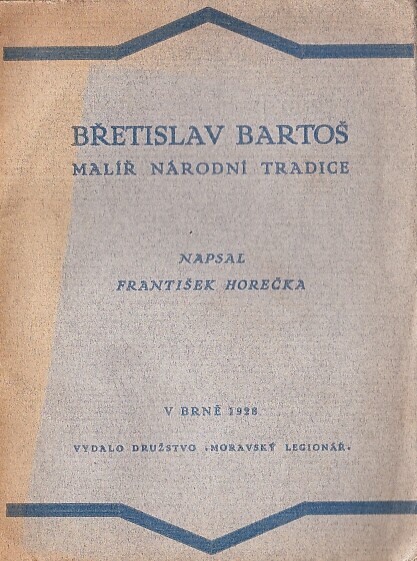 BŘETISLAV BARTOŠ
MALÍŘ NÁRODNÍ TRADICE
NAPSAL
FRANTIŠEK HOREČKA
V BRNĚ 1928
VYDALO DRUŽSTVO »MORAVSKÝ LEGIONÁŘ«